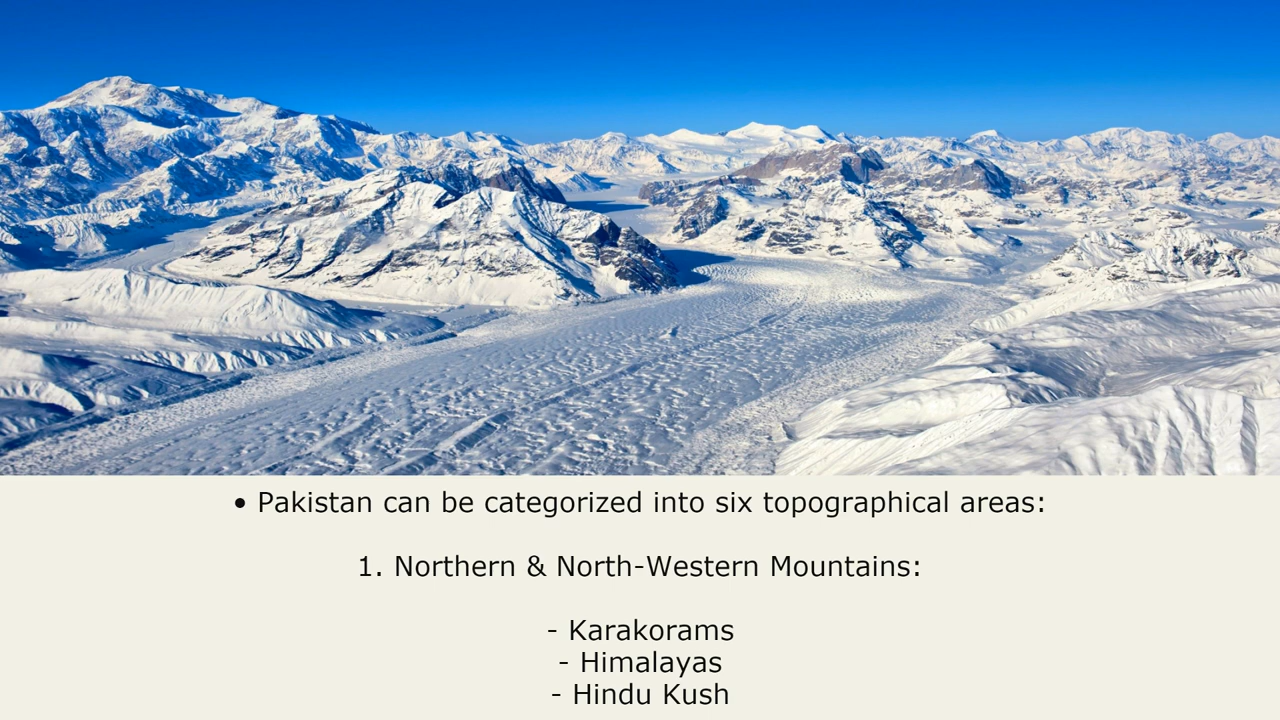 • Pakistan can be categorized into six topographical areas:
1. Northern & North-Western Mountains:
- Karakorams
- Himalayas
- Hindu Kush